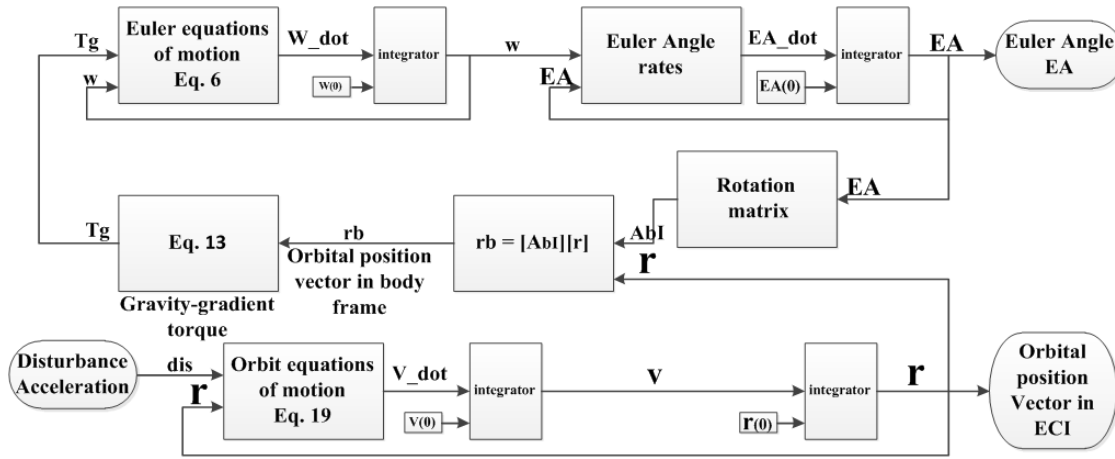 Tg
Euler equations
of motion
Eq. 6
w
W_dot
integrator
W(0)
w
EA
Euler Angle
rates
EA_dot
integrator
EA(0)
EA
Euler Angle
EA
Rotation
matrix
EA
AbI
rb = [AbI][r]
r
rb
Orbital position
vector in body
frame
Eq. 13
Tg
Gravity-gradient
torque
Disturbance
Acceleration
dis
r
Orbit equations
of motion
Eq. 19
V_dot
integrator
V(0)
v
integrator
r(0)
r
Orbital
position
Vector in
ECI